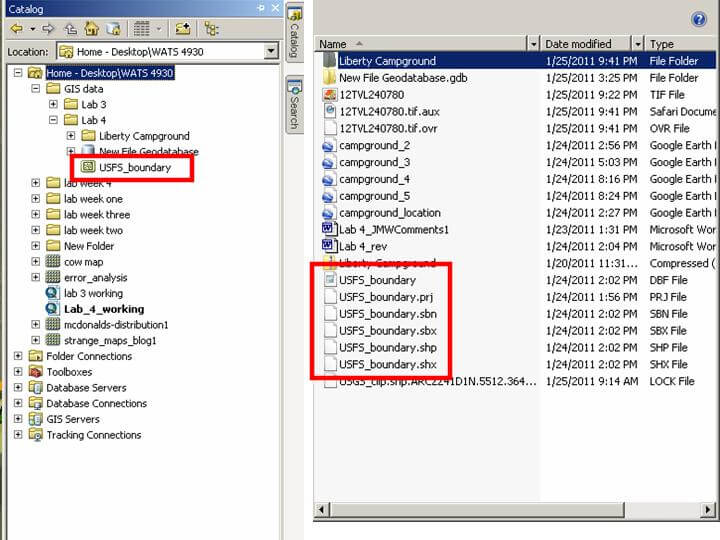 Catalog
Location: Home - Desktop\WATS 4930
Home - Desktop\WATS 4930
GIS data
Lab 3
Lab 4
Liberty Campground
New File Geodatabase
USFS_boundary
lab week 4
lab week one
lab week three
lab week two
New Folder
cow map
error_analysis
lab 3 working
Lab_4_working
mcdonalds-distribution1
strange_maps_blog1
Folder Connections
Toolboxes
Database Servers
Database Connections
GIS Servers
Tracking Connections
Catalog
Search
Name Date modified Type
Liberty Campground 1/25/2011 9:41 PM File Folder
New File Geodatabase.gdb 1/25/2011 3:25 PM File Folder
12TVL240780 1/25/2011 9:22 PM TIF File
12TVL240780.tif.aux 1/25/2011 9:41 PM Safari Docume
12TVL240780.tif.ovr 1/25/2011 9:41 PM OVR File
campground_2 1/24/2011 2:56 PM Google Earth
campground_3 1/24/2011 5:03 PM Google Earth
campground_4 1/24/2011 8:16 PM Google Earth
campground_5 1/24/2011 8:24 PM Google Earth
campground_location 1/24/2011 2:27 PM Google Earth
Lab 4_JMWComments1 1/23/2011 1:31 PM Microsoft Wor
Lab 4_rev 1/24/2011 2:27 PM Microsoft Wor
Liberty Campground 1/20/2011 11:31... Compressed (
USFS_boundary 1/24/2011 2:02 PM DBF File
USFS_boundary.prj 1/24/2011 1:56 PM PRJ File
USFS_boundary.sbn 1/24/2011 2:02 PM SBN File
USFS_boundary.sbx 1/24/2011 2:02 PM SBX File
USFS_boundary.shp 1/24/2011 2:02 PM SHP File
USFS_boundary.shx 1/24/2011 2:02 PM SHX File
USGS_clip.shp.ARC2Z41D1N.5512.364... 1/25/2011 9:14 AM LOCK File